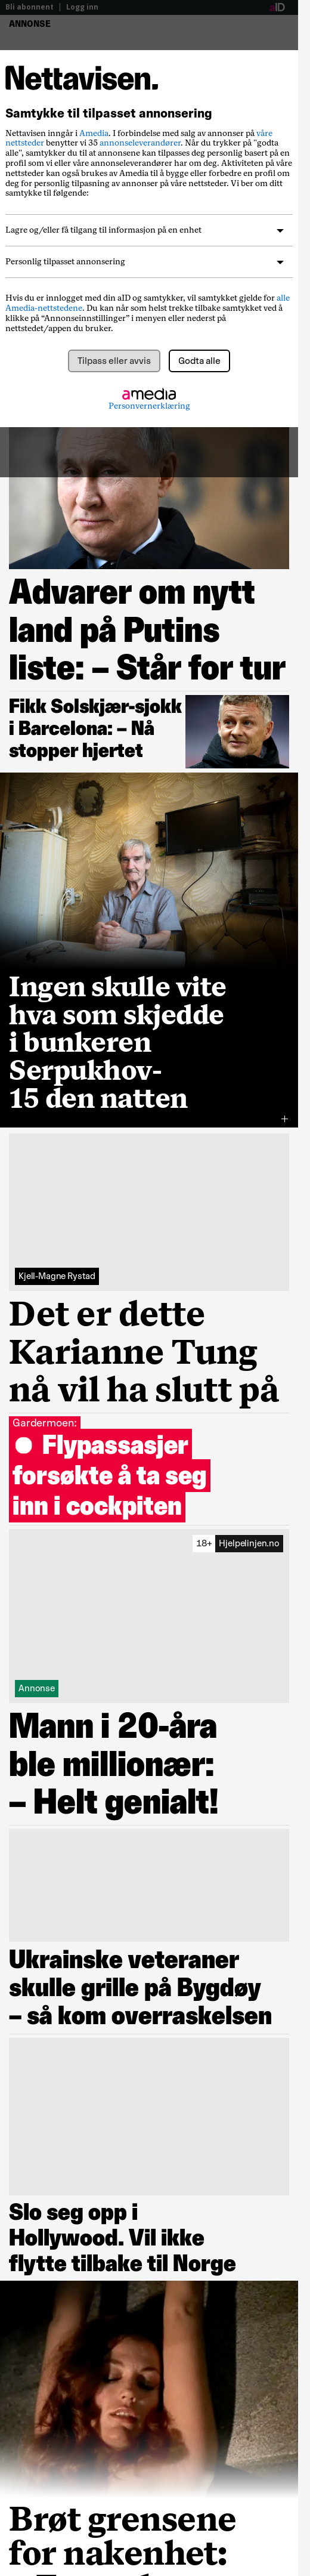 Bli abonnent | Logg inn
aID
ANNONSE
Nettavisen.
Samtykke til tilpasset annonsering
Nettavisen inngår i Amedia. I forbindelse med salg av annonser på våre
nettsteder benytter vi 35 annonseleverandører. Når du trykker på "godta
alle", samtykker du til at annonsene kan tilpasses deg personlig basert på en
profil som vi eller våre annonseleverandører har om deg. Aktiviteten på våre
nettsteder kan også brukes av Amedia til å bygge eller forbedre en profil om
deg for personlig tilpasning av annonser på våre nettsteder. Vi ber om ditt
samtykke til følgende:
Lagre og/eller få tilgang til informasjon på en enhet
Personlig tilpasset annonsering
Hvis du er innlogget med din aID og samtykker, vil samtykket gjelde for alle
Amedia-nettstedene. Du kan når som helst trekke tilbake samtykket ved å
klikke på “Annonseinnstillinger” i menyen eller nederst på
nettstedet/appen du bruker.
Tilpass eller avvis
Godta alle
amedia
Personvernerklæring
Advarer om nytt
land på Putins
liste: – Står for tur
Fikk Solskjær-sjokk
i Barcelona: – Nå
stopper hjertet
Ingen skulle vite
hva som skjedde
i bunkeren
Serpukhov-
15 den natten
Kjell-Magne Rystad
Det er dette
Karianne Tung
nå vil ha slutt på
Gardermoen:
Flypassasjer
forsøkte å ta seg
inn i cockpiten
18+ Hjelpelinjen.no
Annonse
Mann i 20-åra
ble millionær:
– Helt genialt!
Ukrainske veteraner
skulle grille på Bygdøy
– så kom overraskelsen
Slo seg opp i
Hollywood. Vil ikke
flytte tilbake til Norge
Brøt grensene
for nakenhet: